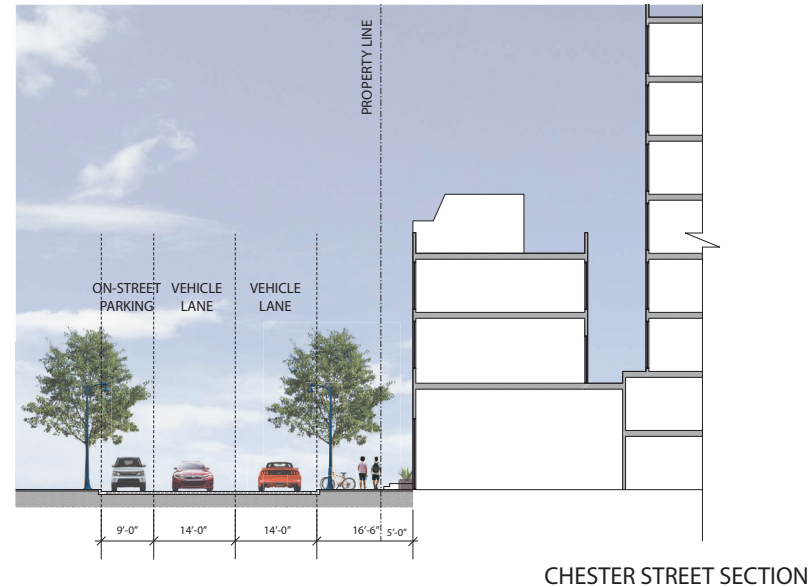 PROPERTY LINE
ON-STREET
PARKING
VEHICLE
LANE
VEHICLE
LANE
9'-0"
14'-0"
14'-0"
16'-6"
5'-0"
CHESTER STREET SECTION